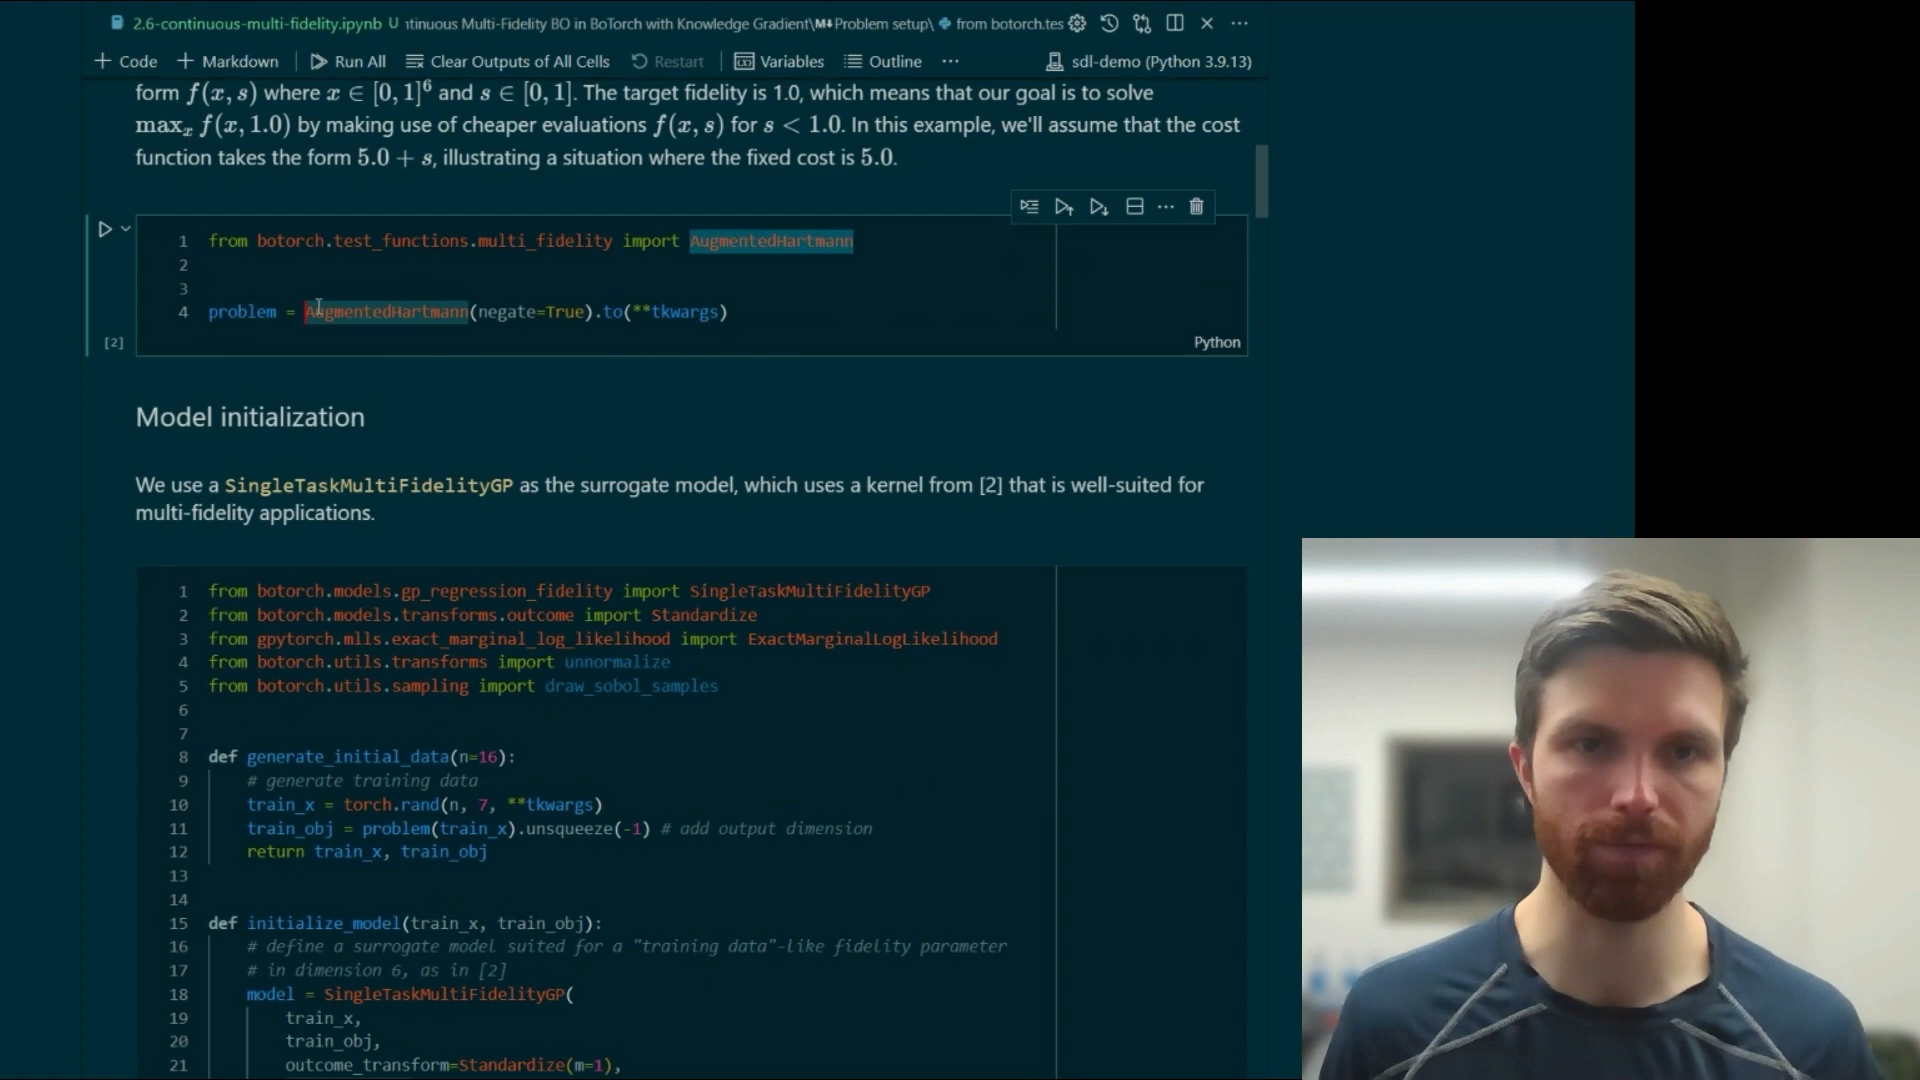 2.6-continuous-multi-fidelity.ipynb U tinuous Multi-Fidelity BO in BoTorch with Knowledge Gradient\M↓Problem setup\ from botorch.tes
Code Markdown Run All Clear Outputs of All Cells Restart Variables Outline ··· sdl-demo (Python 3.9.13)
form f(x, s) where x ∈ [0, 1]⁶ and s ∈ [0, 1]. The target fidelity is 1.0, which means that our goal is to solve
maxₓ f(x, 1.0) by making use of cheaper evaluations f(x, s) for s < 1.0. In this example, we'll assume that the cost
function takes the form 5.0 + s, illustrating a situation where the fixed cost is 5.0.
1 from botorch.test_functions.multi_fidelity import AugmentedHartmann
2
3
4 problem = AugmentedHartmann(negate=True).to(**tkwargs)
[2] Python
Model initialization
We use a SingleTaskMultiFidelityGP as the surrogate model, which uses a kernel from [2] that is well-suited for
multi-fidelity applications.
1 from botorch.models.gp_regression_fidelity import SingleTaskMultiFidelityGP
2 from botorch.models.transforms.outcome import Standardize
3 from gpytorch.mlls.exact_marginal_log_likelihood import ExactMarginalLogLikelihood
4 from botorch.utils.transforms import unnormalize
5 from botorch.utils.sampling import draw_sobol_samples
6
7
8 def generate_initial_data(n=16):
9 # generate training data
10 train_x = torch.rand(n, 7, **tkwargs)
11 train_obj = problem(train_x).unsqueeze(-1) # add output dimension
12 return train_x, train_obj
13
14
15 def initialize_model(train_x, train_obj):
16 # define a surrogate model suited for a "training data"-like fidelity parameter
17 # in dimension 6, as in [2]
18 model = SingleTaskMultiFidelityGP(
19 train_x,
20 train_obj,
21 outcome_transform=Standardize(m=1),